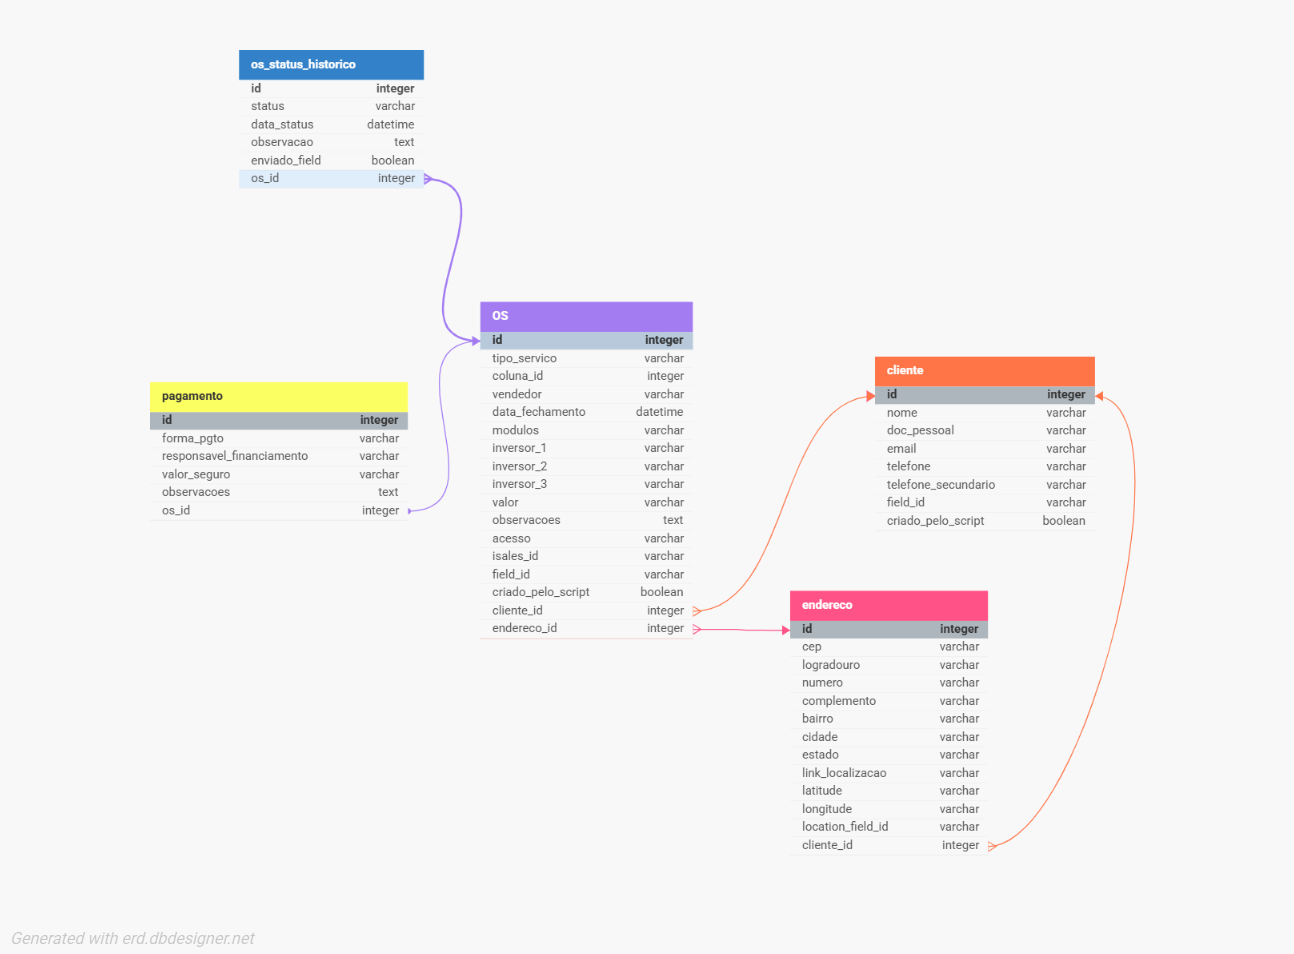 os_status_historico
id integer
status varchar
data_status datetime
observacao text
enviado_field boolean
os_id integer
OS
id integer
tipo_servico varchar
coluna_id integer
vendedor varchar
data_fechamento datetime
modulos varchar
inversor_1 varchar
inversor_2 varchar
inversor_3 varchar
valor varchar
observacoes text
acesso varchar
isales_id varchar
field_id varchar
criado_pelo_script boolean
cliente_id integer
endereco_id integer
pagamento
id integer
forma_pgto varchar
responsavel_financiamento varchar
valor_seguro varchar
observacoes text
os_id integer
cliente
id integer
nome varchar
doc_pessoal varchar
email varchar
telefone varchar
telefone_secundario varchar
field_id varchar
criado_pelo_script boolean
endereco
id integer
cep varchar
logradouro varchar
numero varchar
complemento varchar
bairro varchar
cidade varchar
estado varchar
link_localizacao varchar
latitude varchar
longitude varchar
location_field_id varchar
cliente_id integer
Generated with erd.dbdesigner.net